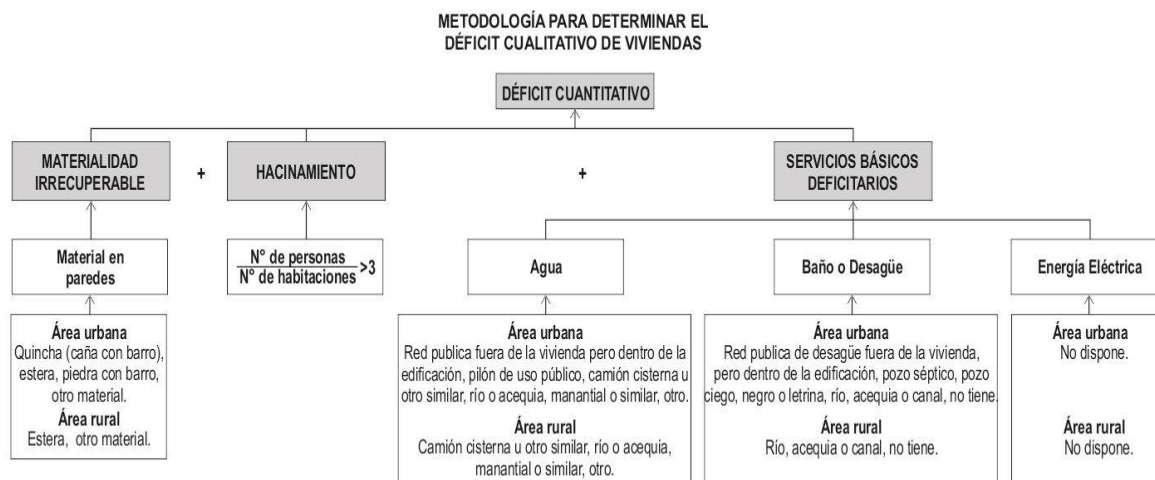 METODOLOGÍA PARA DETERMINAR EL
DÉFICIT CUALITATIVO DE VIVIENDAS
DÉFICIT CUANTITATIVO
MATERIALIDAD
IRRECUPERABLE
+
HACINAMIENTO
+
SERVICIOS BÁSICOS
DEFICITARIOS
Material en
paredes
N° de personas
N° de habitaciones >3
Agua
Baño o Desagüe
Energía Eléctrica
Área urbana
Quincha (caña con barro),
estera, piedra con barro,
otro material.
Área rural
Estera, otro material.
Área urbana
Red publica fuera de la vivienda pero dentro de la
edificación, pilón de uso público, camión cisterna u
otro similar, río o acequia, manantial o similar, otro.
Área rural
Camión cisterna u otro similar, río o acequia,
manantial o similar, otro.
Área urbana
Red publica de desagüe fuera de la vivienda,
pero dentro de la edificación, pozo séptico, pozo
ciego, negro o letrina, río, acequia o canal, no tiene.
Área rural
Río, acequia o canal, no tiene.
Área urbana
No dispone.
Área rural
No dispone.